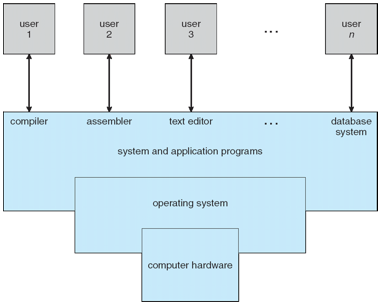 user
1
user
2
user
3
...
user
n
compiler
assembler
text editor
...
database
system
system and application programs
operating system
computer hardware